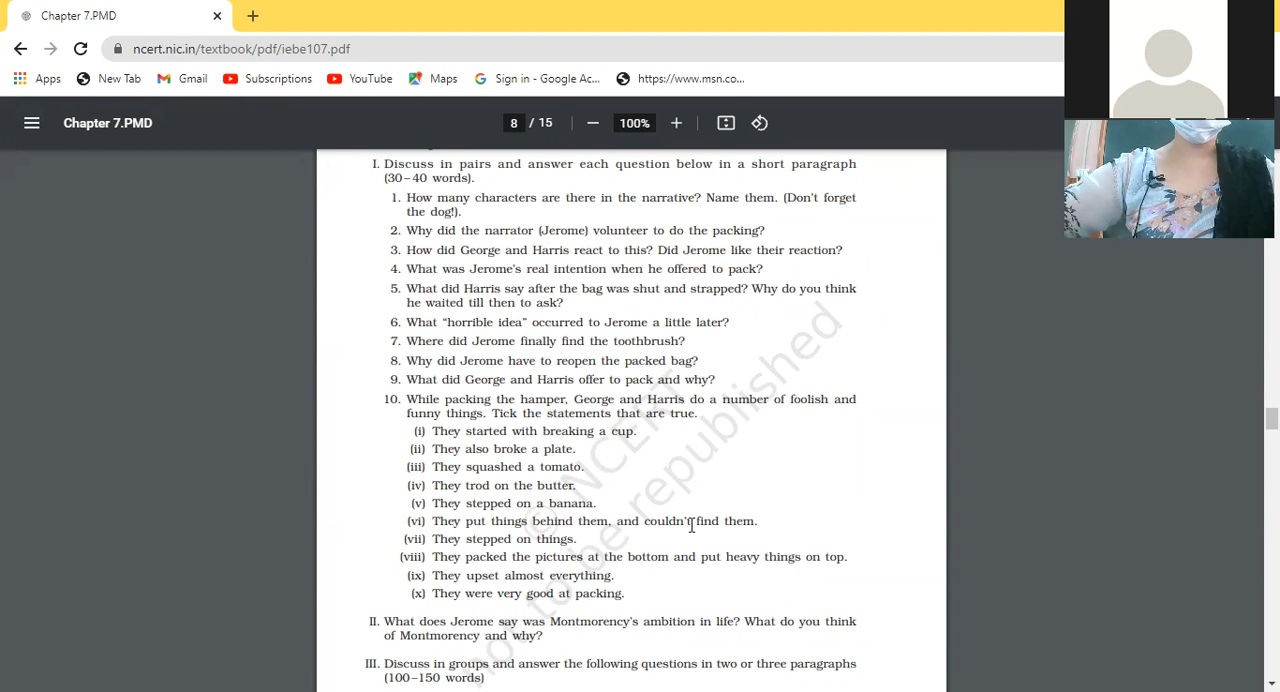 Chapter 7.PMD
ncert.nic.in/textbook/pdf/iebe107.pdf
Apps New Tab Gmail Subscriptions YouTube Maps Sign in - Google Ac... https://www.msn.co...
Chapter 7.PMD 8 / 15 100%
I. Discuss in pairs and answer each question below in a short paragraph
(30–40 words).
1. How many characters are there in the narrative? Name them. (Don't forget
the dog!).
2. Why did the narrator (Jerome) volunteer to do the packing?
3. How did George and Harris react to this? Did Jerome like their reaction?
4. What was Jerome's real intention when he offered to pack?
5. What did Harris say after the bag was shut and strapped? Why do you think
he waited till then to ask?
6. What “horrible idea” occurred to Jerome a little later?
7. Where did Jerome finally find the toothbrush?
8. Why did Jerome have to reopen the packed bag?
9. What did George and Harris offer to pack and why?
10. While packing the hamper, George and Harris do a number of foolish and
funny things. Tick the statements that are true.
(i) They started with breaking a cup.
(ii) They also broke a plate.
(iii) They squashed a tomato.
(iv) They trod on the butter.
(v) They stepped on a banana.
(vi) They put things behind them, and couldn't find them.
(vii) They stepped on things.
(viii) They packed the pictures at the bottom and put heavy things on top.
(ix) They upset almost everything.
(x) They were very good at packing.
II. What does Jerome say was Montmorency's ambition in life? What do you think
of Montmorency and why?
III. Discuss in groups and answer the following questions in two or three paragraphs
(100–150 words)
© NCERT
not to be republished